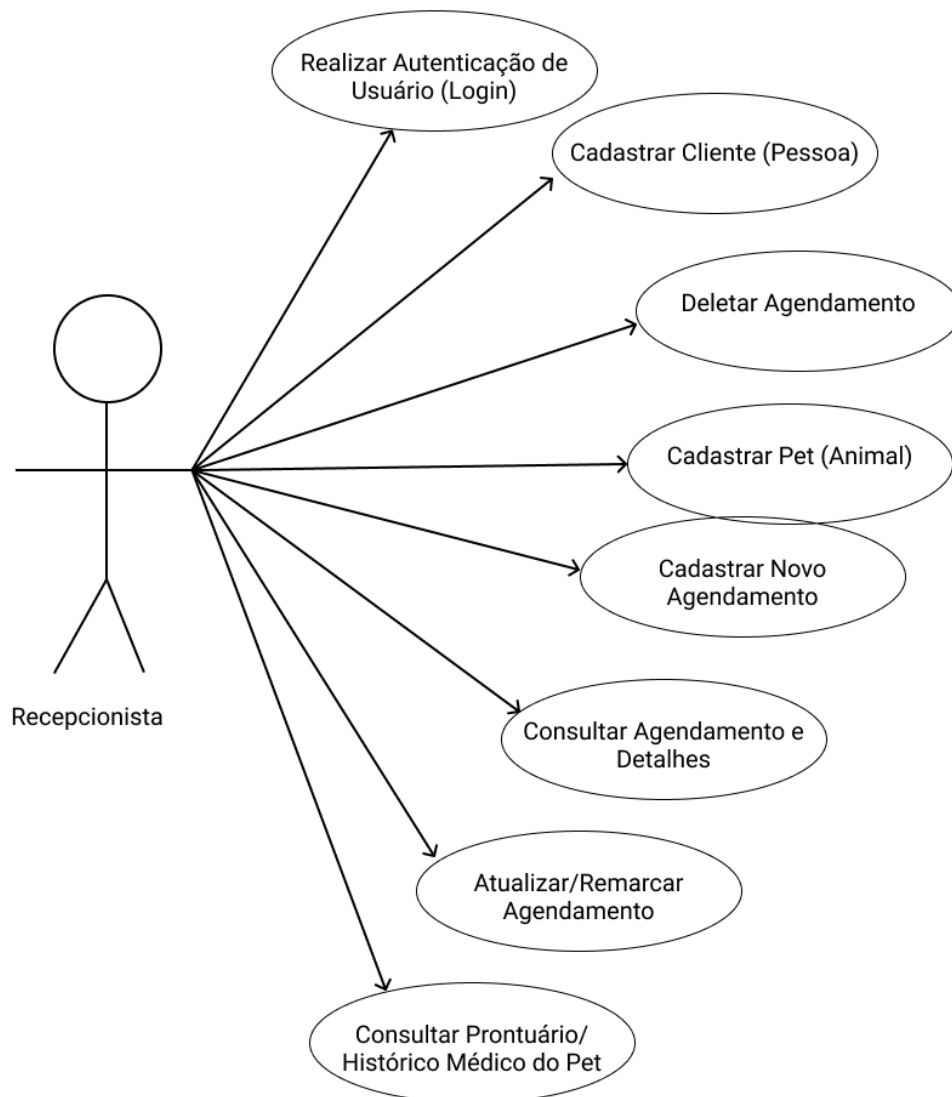 Realizar Autenticação de
Usuário (Login)
Cadastrar Cliente (Pessoa)
Deletar Agendamento
Cadastrar Pet (Animal)
Cadastrar Novo
Agendamento
Recepcionista
Consultar Agendamento e
Detalhes
Atualizar/Remarcar
Agendamento
Consultar Prontuário/
Histórico Médico do Pet